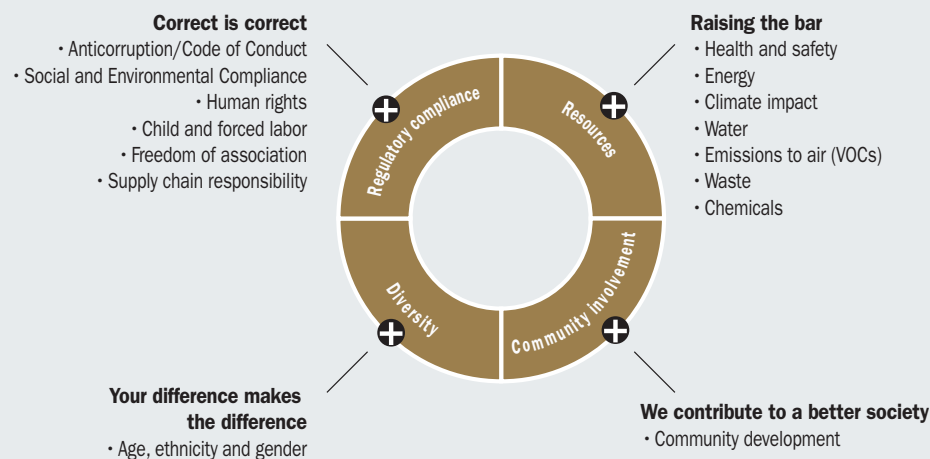 Correct is correct
• Anticorruption/Code of Conduct
• Social and Environmental Compliance
• Human rights
• Child and forced labor
• Freedom of association
• Supply chain responsibility
Raising the bar
• Health and safety
• Energy
• Climate impact
• Water
• Emissions to air (VOCs)
• Waste
• Chemicals
Regulatory compliance
Resources
Diversity
Community involvement
Your difference makes
the difference
• Age, ethnicity and gender
We contribute to a better society
• Community development